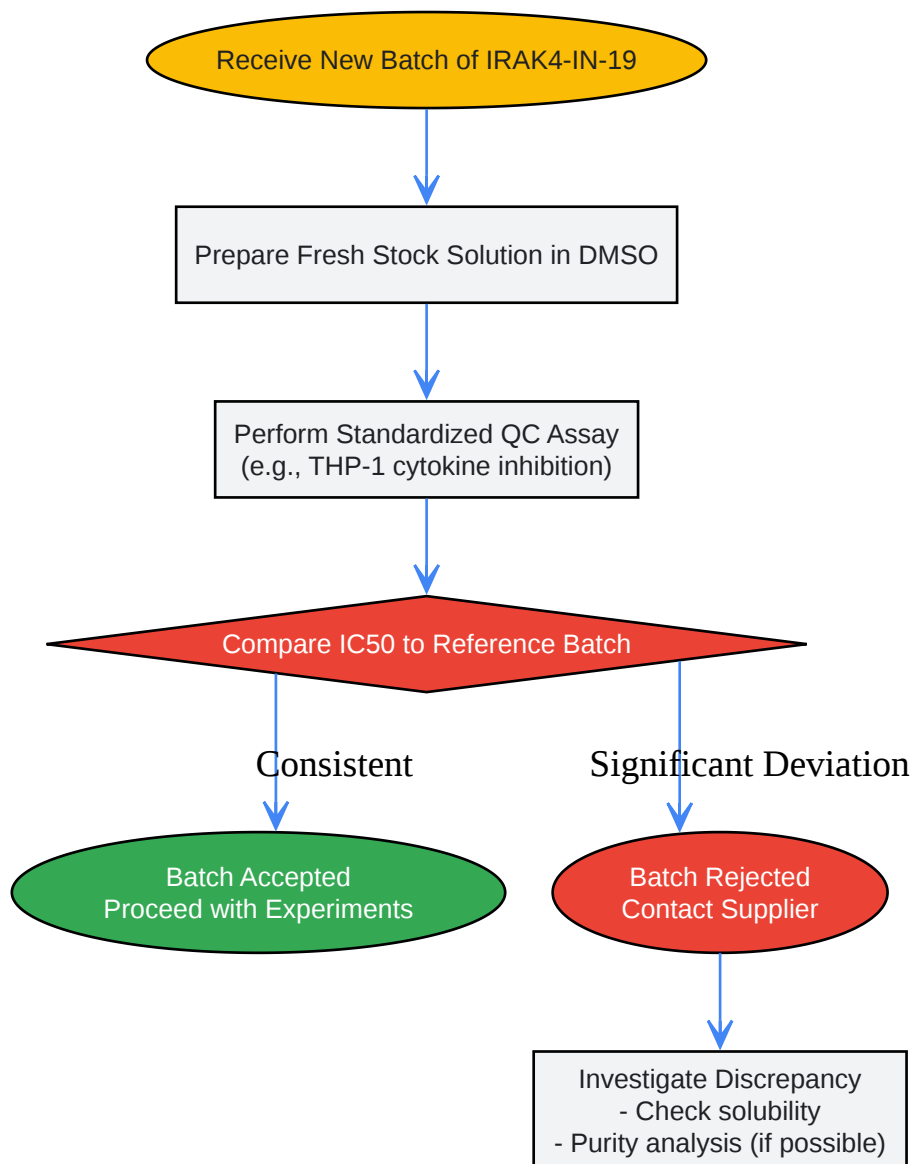 Receive New Batch of IRAK4-IN-19
Prepare Fresh Stock Solution in DMSO
Perform Standardized QC Assay
(e.g., THP-1 cytokine inhibition)
Compare IC50 to Reference Batch
Consistent
Significant Deviation
Batch Accepted
Proceed with Experiments
Batch Rejected
Contact Supplier
Investigate Discrepancy
- Check solubility
- Purity analysis (if possible)